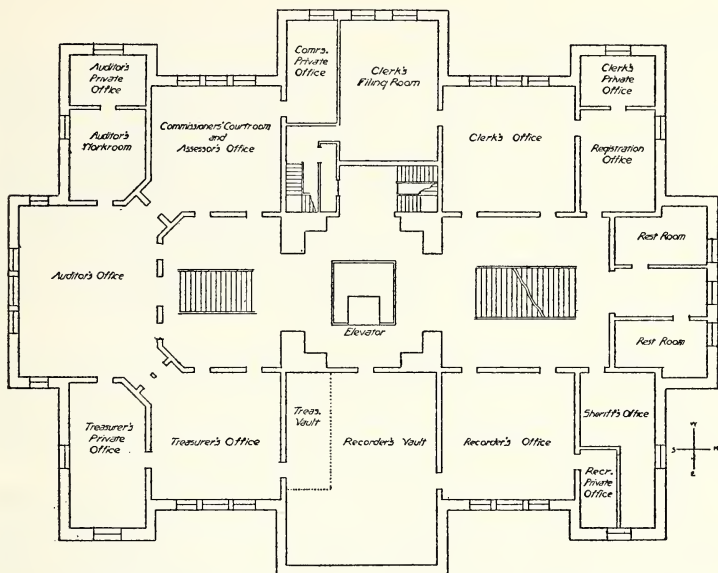 Auditor's
Private
Office
Comrs.
Private
Office
Clerk's
Filing Room
Clerk's
Private
Office
Auditor's
Workroom
Commissioners' Courtroom
and
Assessor's Office
Clerk's Office
Registration
Office
Rest Room
Auditor's Office
Elevator
Rest Room
Treasurer's
Private
Office
Treasurer's Office
Treas.
Vault
Recorder's Vault
Recorder's Office
Sheriff's Office
Recr.
Private
Office
W
S
N
E